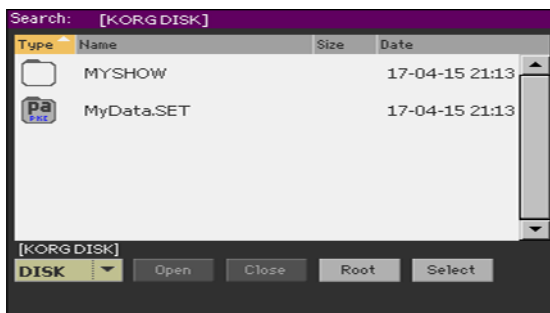 Search: [KORG DISK]
Type Name Size Date
MYSHOW 17-04-15 21:13
Pa PKG
MyData.SET 17-04-15 21:13
[KORG DISK]
DISK Open Close Root Select